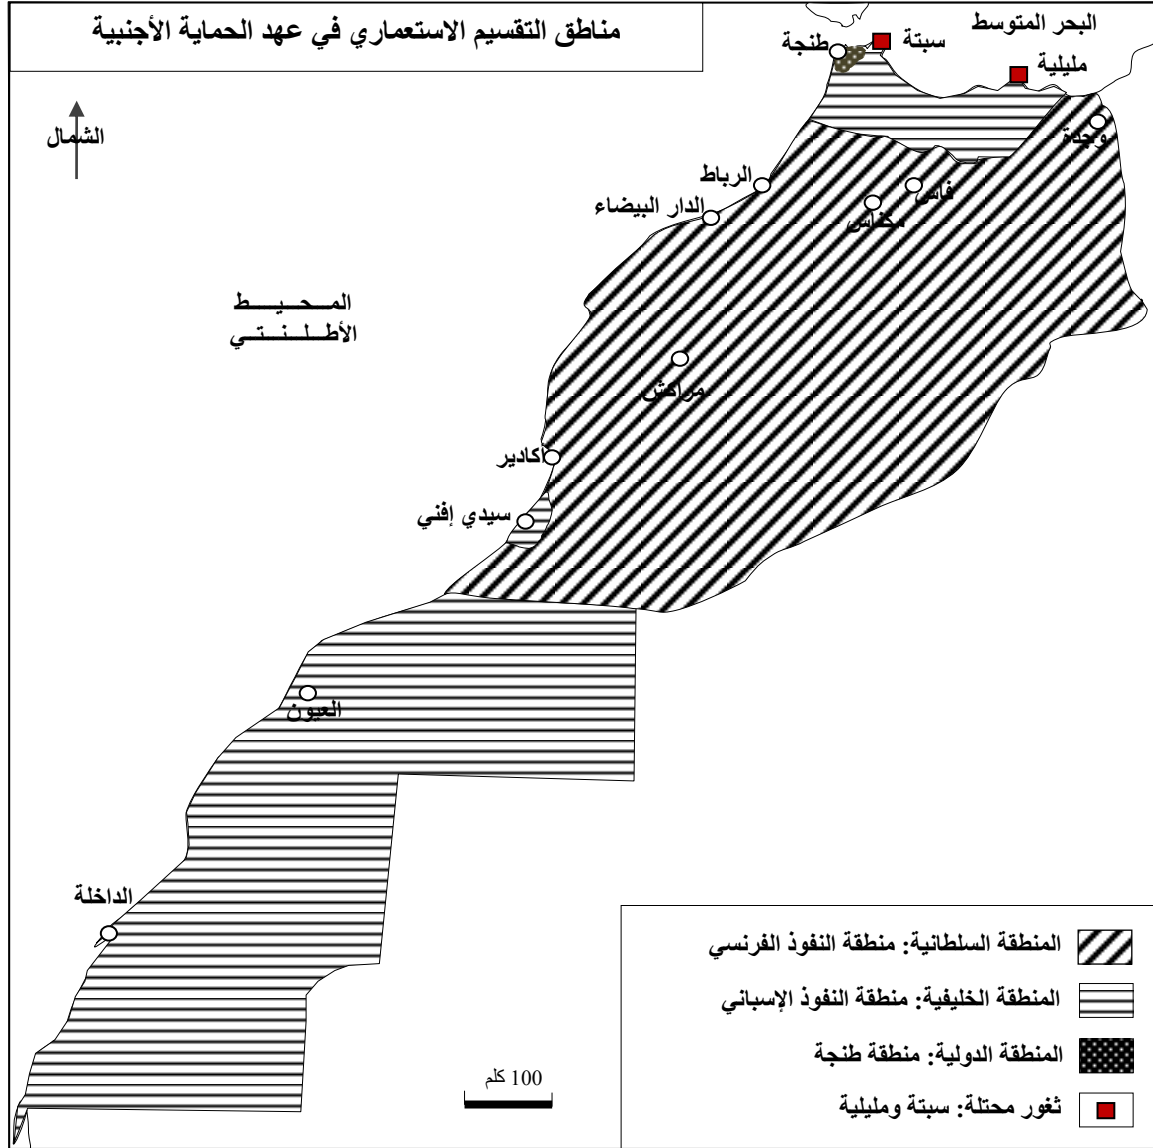 مناطق التقسيم الاستعماري في عهد الحماية الأجنبية
البحر المتوسط
سبتة
طنجة
مليلية
الشمال
وجدة
الرباط
فاس
الدار البيضاء
مكناس
المـــحـــيـــــط
الأطـــلـــنـــتـــي
مراكش
أكادير
سيدي إفني
العيون
الداخلة
المنطقة السلطانية: منطقة النفوذ الفرنسي
المنطقة الخليفية: منطقة النفوذ الإسباني
المنطقة الدولية: منطقة طنجة
ثغور محتلة: سبتة ومليلية
100 كلم